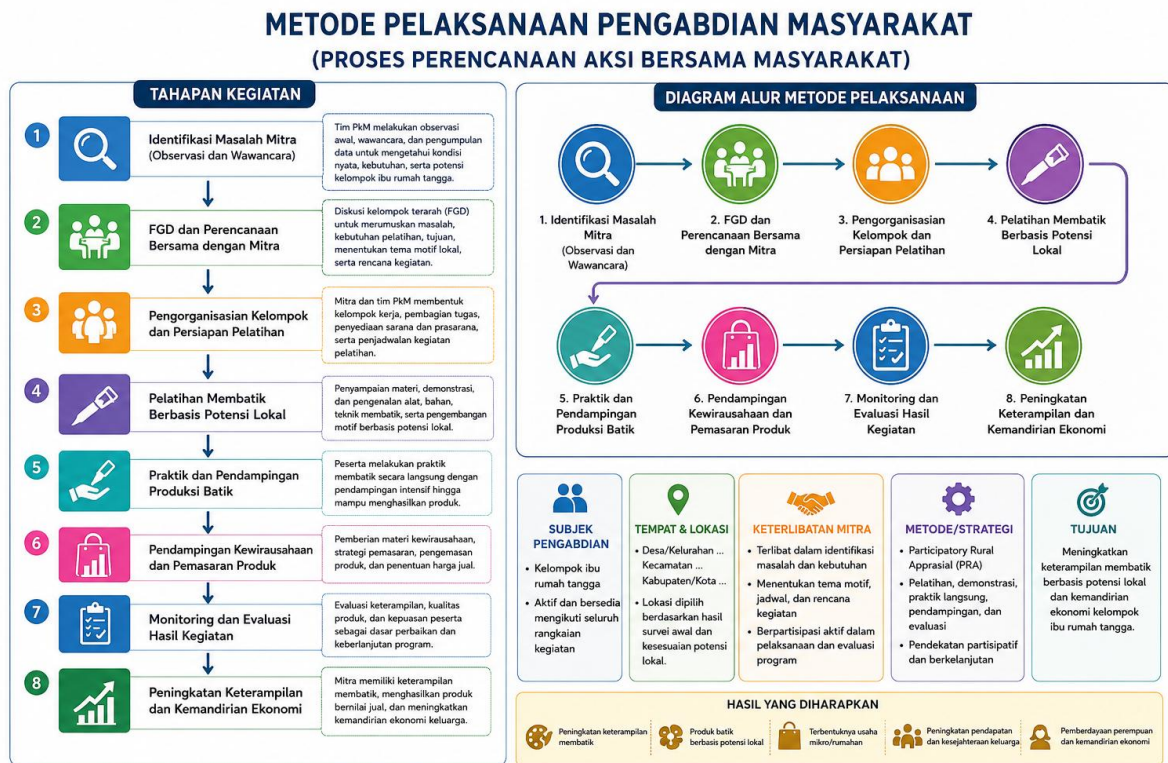 METODE PELAKSANAAN PENGABDIAN MASYARAKAT
(PROSES PERENCANAAN AKSI BERSAMA MASYARAKAT)
TAHAPAN KEGIATAN
1
Identifikasi Masalah Mitra
(Observasi dan Wawancara)
Tim PkM melakukan observasi
awal, wawancara, dan pengumpulan
data untuk mengetahui kondisi
nyata, kebutuhan, serta potensi
kelompok ibu rumah tangga.
2
FGD dan Perencanaan
Bersama dengan Mitra
Diskusi kelompok terarah (FGD)
untuk merumuskan masalah,
kebutuhan pelatihan, tujuan,
menentukan tema motif lokal,
serta rencana kegiatan.
3
Pengorganisasian Kelompok
dan Persiapan Pelatihan
Mitra dan tim PkM membentuk
kelompok kerja, pembagian tugas,
penyediaan sarana dan prasarana,
serta penjadwalan kegiatan
pelatihan.
4
Pelatihan Membatik
Berbasis Potensi Lokal
Penyampaian materi, demonstrasi,
dan pengenalan alat, bahan,
teknik membatik, serta pengembangan
motif berbasis potensi lokal.
5
Praktik dan Pendampingan
Produksi Batik
Peserta melakukan praktik
membatik secara langsung dengan
pendampingan intensif hingga
mampu menghasilkan produk.
6
Pendampingan Kewirausahaan
dan Pemasaran Produk
Pemberian materi kewirausahaan,
strategi pemasaran, pengemasan
produk, dan penentuan harga jual.
7
Monitoring dan Evaluasi
Hasil Kegiatan
Evaluasi keterampilan, kualitas
produk, dan kepuasan peserta
sebagai dasar perbaikan dan
keberlanjutan program.
8
Peningkatan Keterampilan
dan Kemandirian Ekonomi
Mitra memiliki keterampilan
membatik, menghasilkan produk
bernilai jual, dan meningkatkan
kemandirian ekonomi keluarga.
DIAGRAM ALUR METODE PELAKSANAAN
1. Identifikasi Masalah
Mitra
(Observasi dan
Wawancara)
2. FGD dan
Perencanaan Bersama
dengan Mitra
3. Pengorganisasian
Kelompok dan
Persiapan Pelatihan
4. Pelatihan Membatik
Berbasis Potensi
Lokal
5. Praktik dan
Pendampingan
Produksi Batik
6. Pendampingan
Kewirausahaan dan
Pemasaran Produk
7. Monitoring dan
Evaluasi Hasil
Kegiatan
8. Peningkatan
Keterampilan dan
Kemandirian Ekonomi
SUBJEK
PENGABDIAN
• Kelompok ibu
rumah tangga
• Aktif dan bersedia
mengikuti seluruh
rangkaian
kegiatan
TEMPAT & LOKASI
• Desa/Kelurahan ...
Kecamatan ...
Kabupaten/Kota ...
• Lokasi dipilih
berdasarkan hasil
survei awal dan
kesesuaian potensi
lokal.
KETERLIBATAN MITRA
• Terlibat dalam identifikasi
masalah dan kebutuhan
• Menentukan tema motif,
jadwal, dan rencana
kegiatan
• Berpartisipasi aktif dalam
pelaksanaan dan evaluasi
program
METODE/STRATEGI
• Participatory Rural
Apprasial (PRA)
• Pelatihan, demonstrasi,
praktik langsung,
pendampingan, dan
evaluasi
• Pendekatan partisipatif
dan berkelanjutan
TUJUAN
Meningkatkan
keterampilan membatik
berbasis potensi lokal
dan kemandirian
ekonomi kelompok
ibu rumah tangga.
HASIL YANG DIHARAPKAN
Peningkatan keterampilan
membatik
Produk batik
berbasis potensi lokal
Terbentuknya usaha
mikro/rumahan
Peningkatan pendapatan
dan kesejahteraan keluarga
Pemberdayaan perempuan
dan kemandirian ekonomi